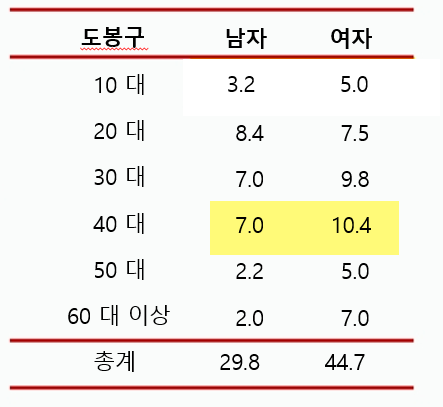 도봉구 남자 여자
10 대 3.2 5.0
20 대 8.4 7.5
30 대 7.0 9.8
40 대 7.0 10.4
50 대 2.2 5.0
60 대 이상 2.0 7.0
총계 29.8 44.7